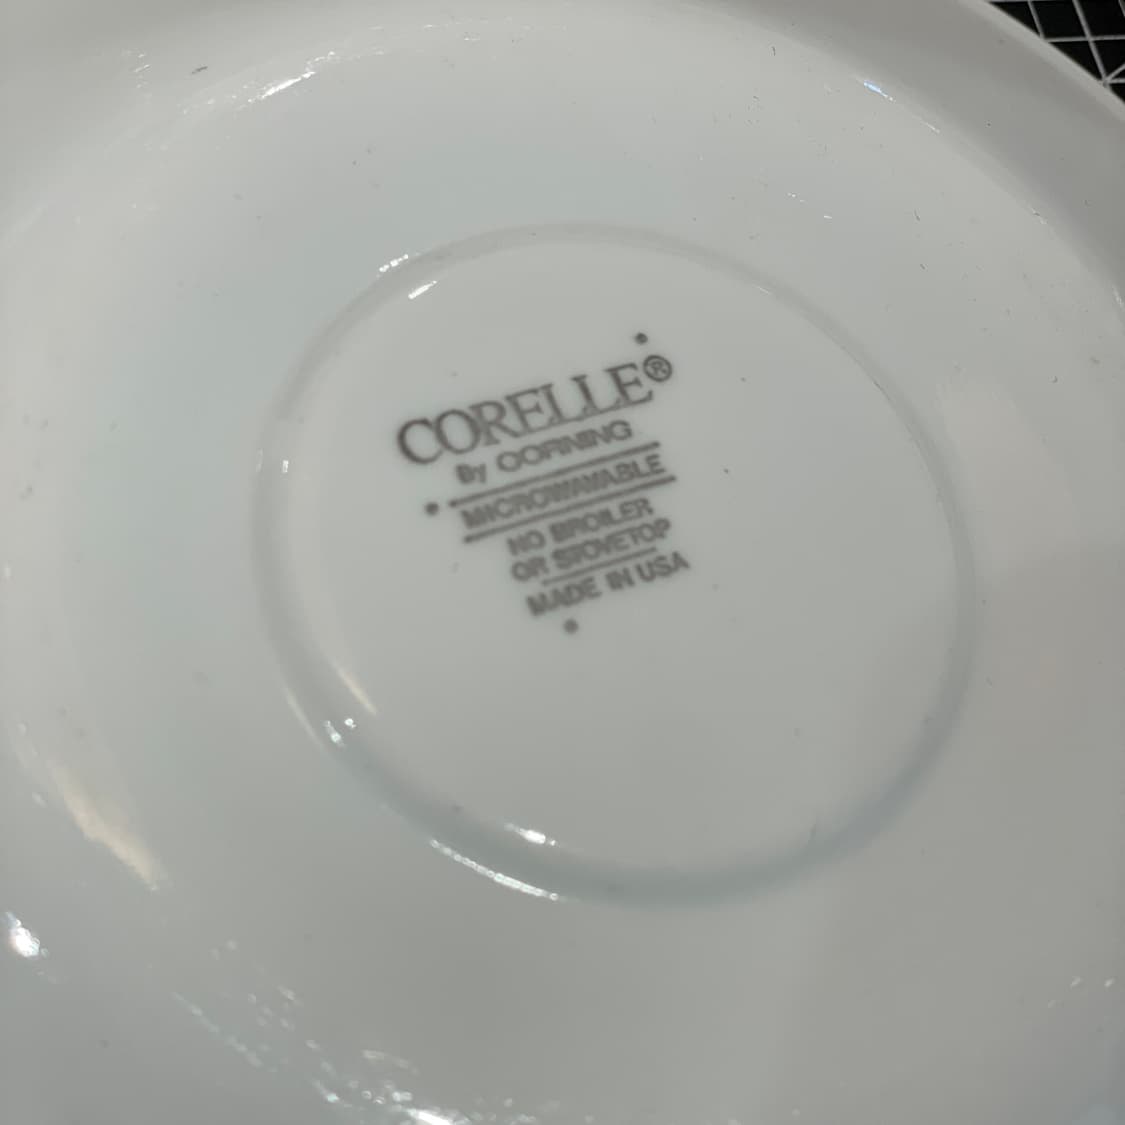 CORELLE®
By CORNING
MICROWAVABLE
NO BROILER
OR STOVETOP
MADE IN USA